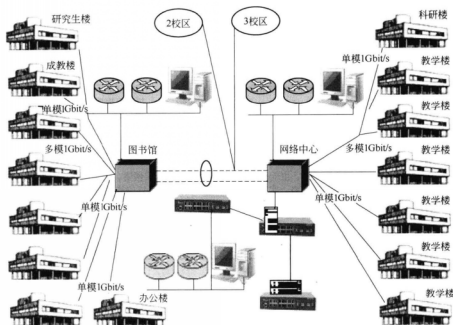 研究生楼
2校区
3校区
科研楼
单模1Gbit/s
成教楼
教学楼
教学楼
单模1Gbit/s
多模1Gbit/s
图书馆
网络中心
多模1Gbit/s
教学楼
单模1Gbit/s
单模1Gbit/s
教学楼
教学楼
单模1Gbit/s
办公楼
教学楼